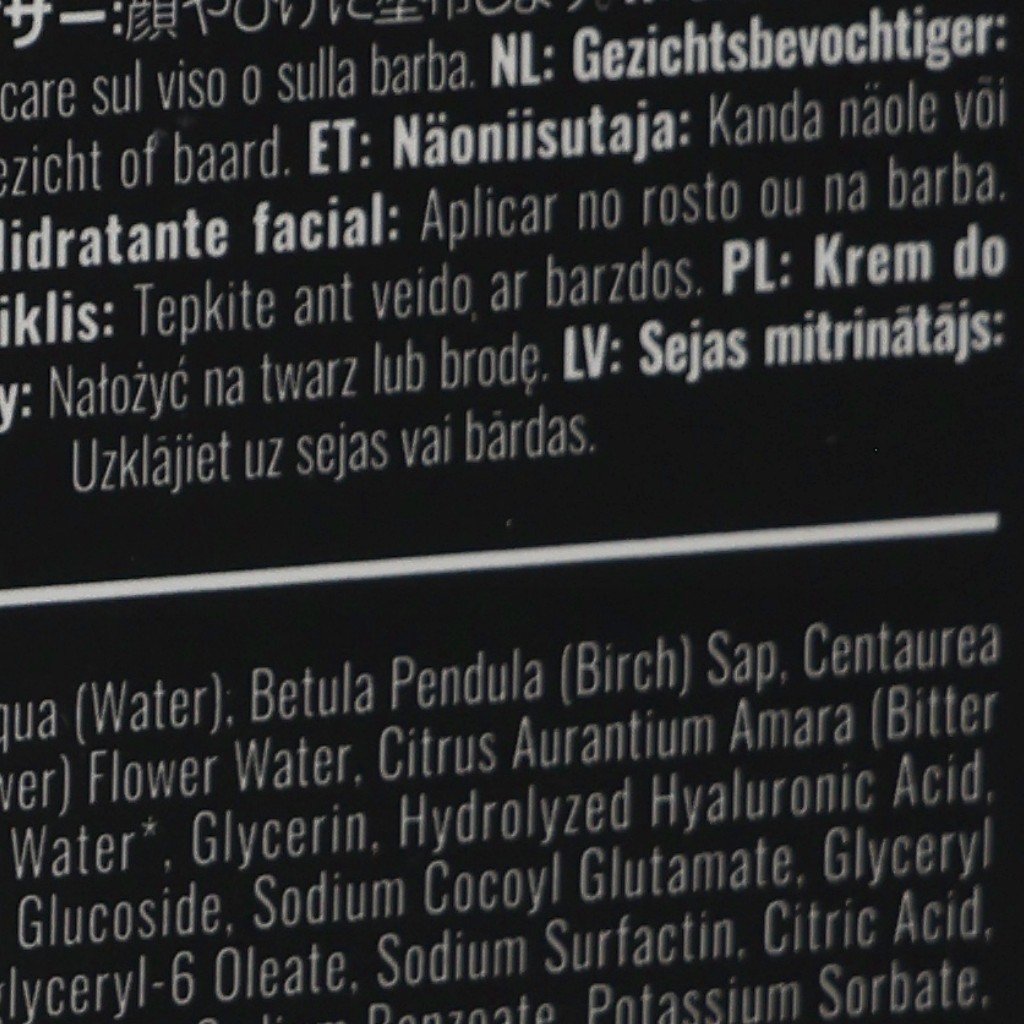 サー:顔やひげに塗布します
care sul viso o sulla barba. NL: Gezichtsbevochtiger:
ezicht of baard. ET: Näoniisutaja: Kanda näole või
Hidratante facial: Aplicar no rosto ou na barba.
iklis: Tepkite ant veido ar barzdos. PL: Krem do
y: Nałożyć na twarz lub brodę. LV: Sejas mitrinātājs:
Uzklājiet uz sejas vai bārdas.
qua (Water), Betula Pendula (Birch) Sap, Centaurea
wer) Flower Water, Citrus Aurantium Amara (Bitter
Water*, Glycerin, Hydrolyzed Hyaluronic Acid,
Glucoside, Sodium Cocoyl Glutamate, Glyceryl
glyceryl-6 Oleate, Sodium Surfactin, Citric Acid,
Benzoate, Potassium Sorbate,